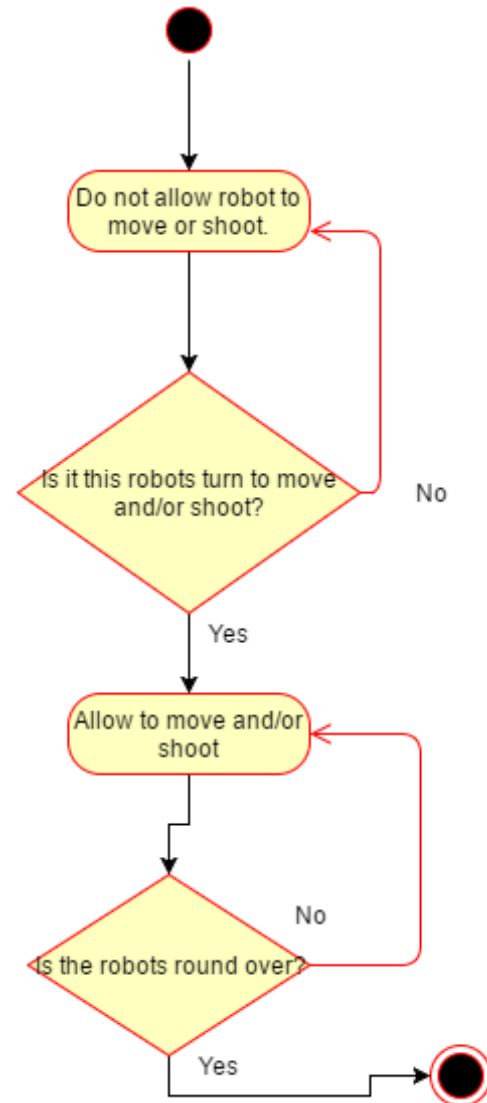 Do not allow robot to
move or shoot.
Is it this robots turn to move
and/or shoot?
No
Yes
Allow to move and/or
shoot
No
Is the robots round over?
Yes